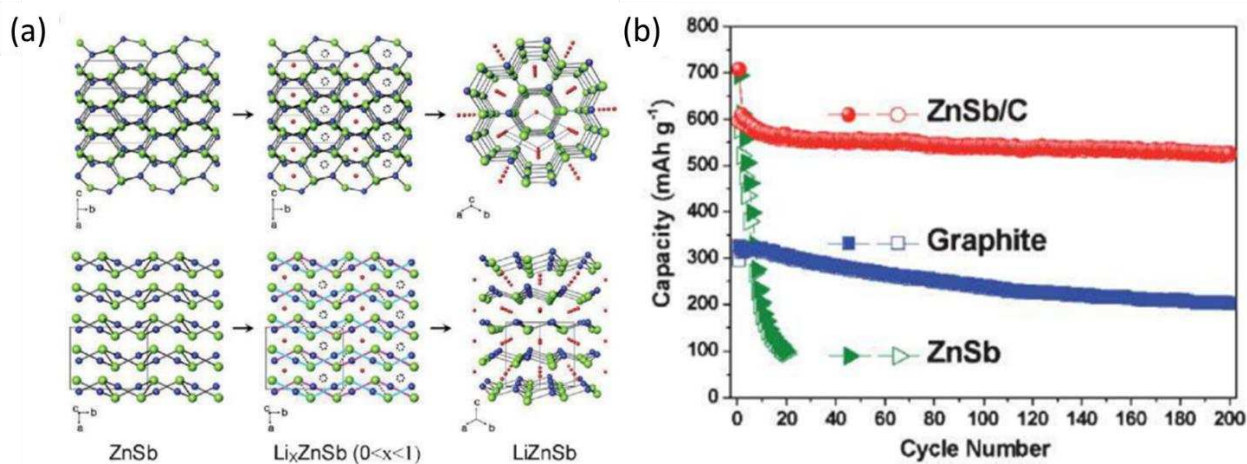 (a)
c
b
a
c
b
a
c
a b
c
b
a
c
b
a
c
a b
ZnSb
LiXZnSb (0<x<1)
LiZnSb
(b)
Capacity (mAh g⁻¹)
800
700
600
500
400
300
200
100
0
ZnSb/C
Graphite
ZnSb
0 20 40 60 80 100 120 140 160 180 200
Cycle Number